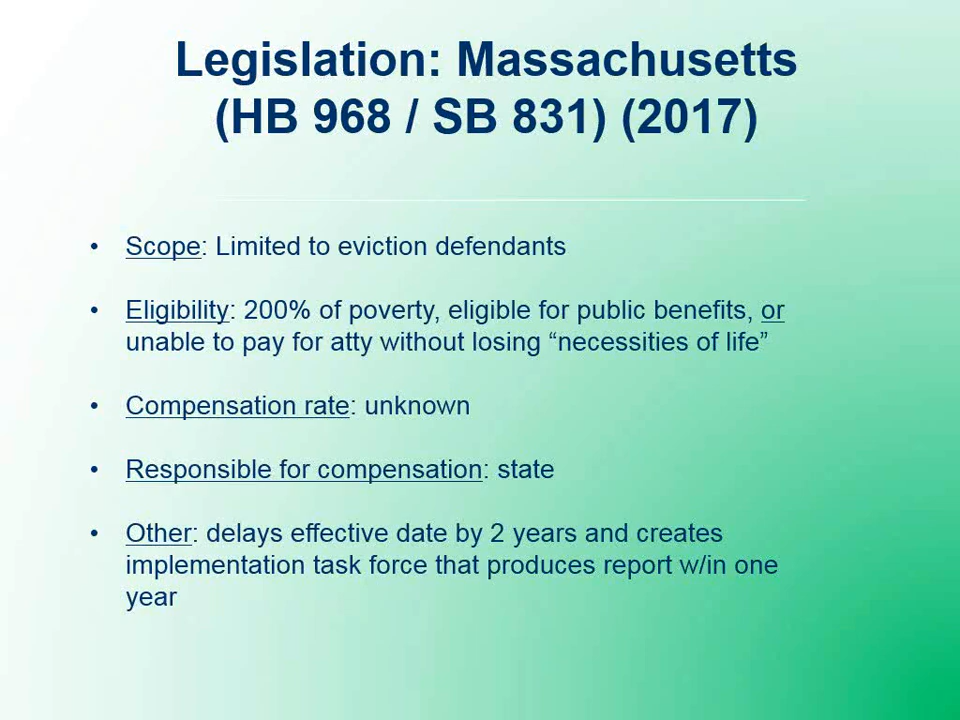 Legislation: Massachusetts
(HB 968 / SB 831) (2017)
• Scope: Limited to eviction defendants
• Eligibility: 200% of poverty, eligible for public benefits, or
unable to pay for atty without losing “necessities of life”
• Compensation rate: unknown
• Responsible for compensation: state
• Other: delays effective date by 2 years and creates
implementation task force that produces report w/in one
year